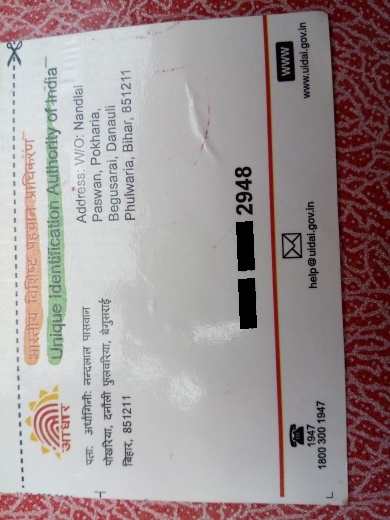 भारतीय विशिष्ट पहचान प्राधिकरण
Unique Identification Authority of India
आधार
पता: अर्धांगिनी: नन्दलाल पासवान
पोखरिया, दनौली फुलवरिया, बेगुसराई
बिहार, 851211
Address: W/O: Nandlal
Paswan, Pokharia,
Begusarai, Danauli
Phulwaria, Bihar, 851211
2948
1947
1800 300 1947
help@uidai.gov.in
WWW
www.uidai.gov.in